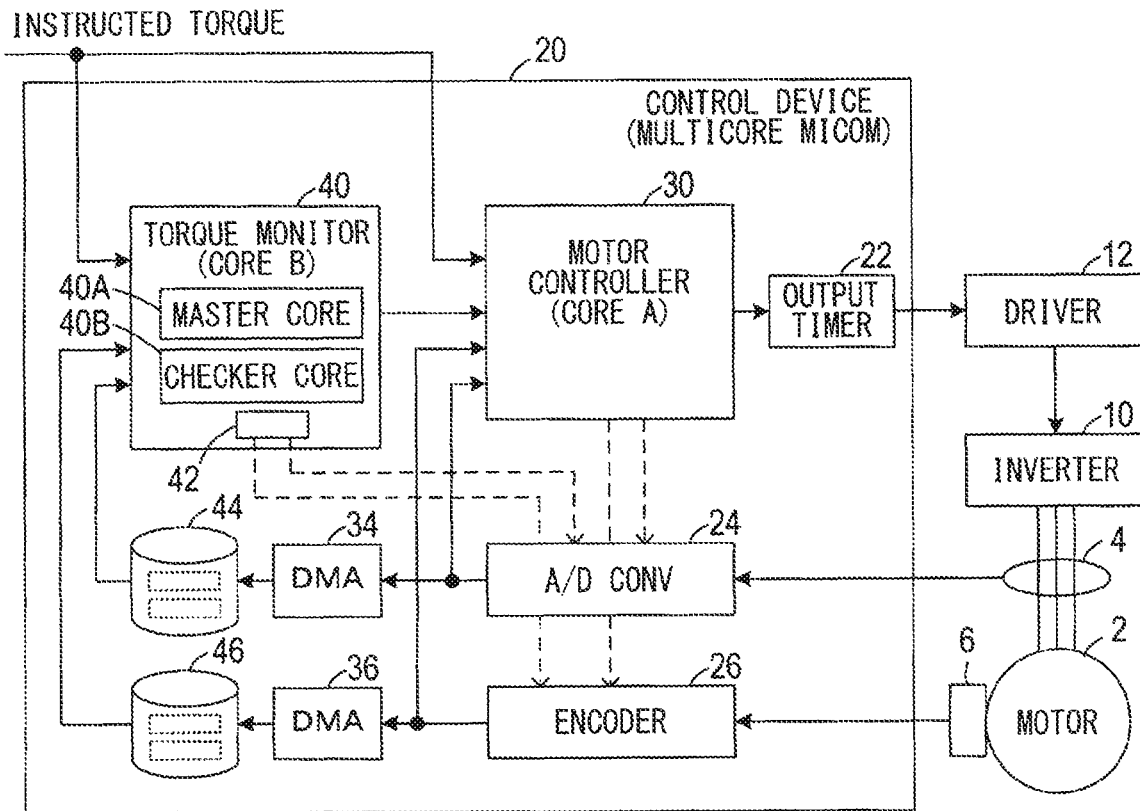 INSTRUCTED TORQUE
20
CONTROL DEVICE
(MULTICORE MICOM)
40
TORQUE MONITOR
(CORE B)
40A
MASTER CORE
40B
CHECKER CORE
42
30
MOTOR
CONTROLLER
(CORE A)
22
OUTPUT
TIMER
12
DRIVER
10
INVERTER
44
34
DMA
24
A/D CONV
4
46
36
DMA
26
ENCODER
6
2
MOTOR